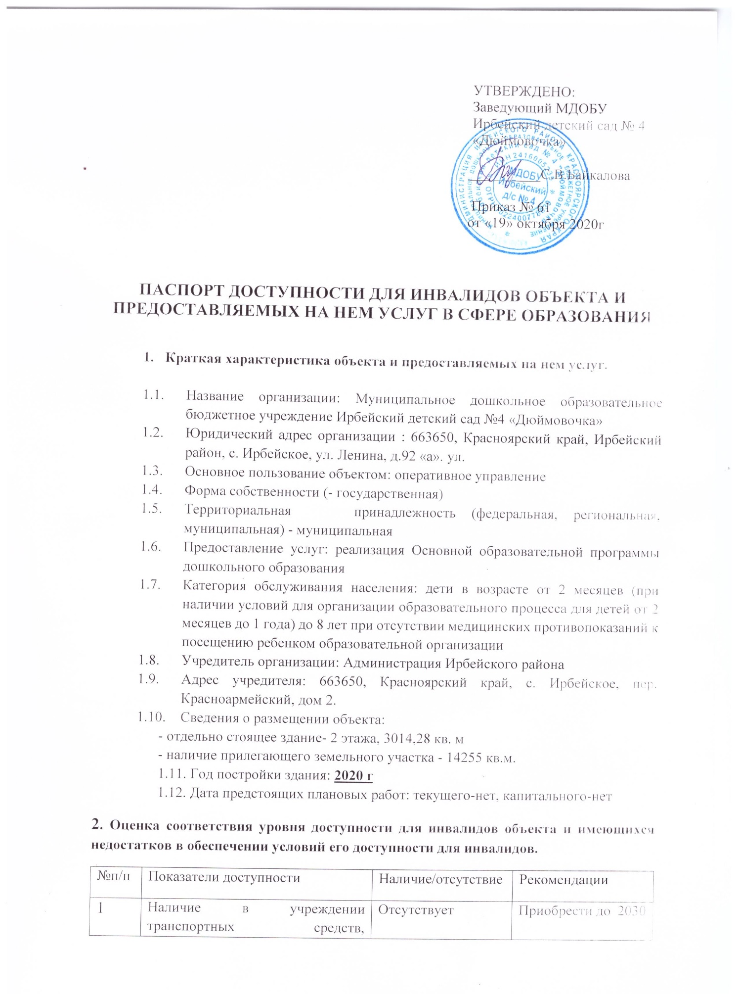 УТВЕРЖДЕНО:
Заведующий МДОБУ
Ирбейский детский сад № 4
«Дюймовочка»
С.В.Байкалова
Приказ № 61
от «19» октября 2020г
МДОБУ
Ирбейский
д/с № 4
ПАСПОРТ ДОСТУПНОСТИ ДЛЯ ИНВАЛИДОВ ОБЪЕКТА И
ПРЕДОСТАВЛЯЕМЫХ НА НЕМ УСЛУГ В СФЕРЕ ОБРАЗОВАНИЯ
1. Краткая характеристика объекта и предоставляемых на нем услуг.
1.1. Название организации: Муниципальное дошкольное образовательное
бюджетное учреждение Ирбейский детский сад №4 «Дюймовочка»
1.2. Юридический адрес организации : 663650, Красноярский край, Ирбейский
район, с. Ирбейское, ул. Ленина, д.92 «а». ул.
1.3. Основное пользование объектом: оперативное управление
1.4. Форма собственности (- государственная)
1.5. Территориальная принадлежность (федеральная, региональная,
муниципальная) - муниципальная
1.6. Предоставление услуг: реализация Основной образовательной программы
дошкольного образования
1.7. Категория обслуживания населения: дети в возрасте от 2 месяцев (при
наличии условий для организации образовательного процесса для детей от 2
месяцев до 1 года) до 8 лет при отсутствии медицинских противопоказаний к
посещению ребенком образовательной организации
1.8. Учредитель организации: Администрация Ирбейского района
1.9. Адрес учредителя: 663650, Красноярский край, с. Ирбейское, пер.
Красноармейский, дом 2.
1.10. Сведения о размещении объекта:
- отдельно стоящее здание- 2 этажа, 3014,28 кв. м
- наличие прилегающего земельного участка - 14255 кв.м.
1.11. Год постройки здания: 2020 г
1.12. Дата предстоящих плановых работ: текущего-нет, капитального-нет
2. Оценка соответствия уровня доступности для инвалидов объекта и имеющихся
недостатков в обеспечении условий его доступности для инвалидов.
№п/п Показатели доступности Наличие/отсутствие Рекомендации
1 Наличие в учреждении Отсутствует Приобрести до 2030
транспортных средств,